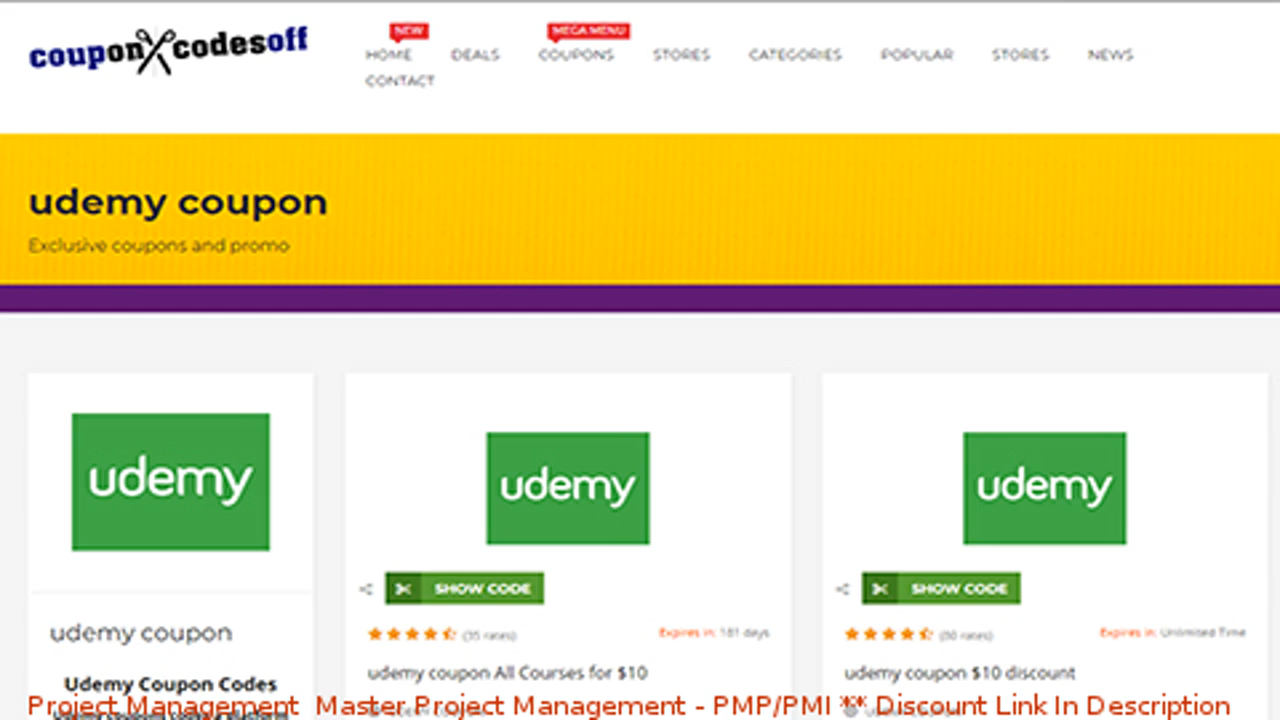 couponXcodesoff
NEW
MEGA MENU
HOME DEALS COUPONS STORES CATEGORIES POPULAR STORES NEWS
CONTACT
udemy coupon
Exclusive coupons and promo
udemy
udemy
udemy
SHOW CODE
SHOW CODE
(35 rates)
Expires in: 181 days
(80 rates)
Expires in: Unlimited Time
udemy coupon
udemy coupon All Courses for $10
udemy coupon $10 discount
Udemy Coupon Codes
Project Management Master Project Management - PMP/PMI ** Discount Link In Description